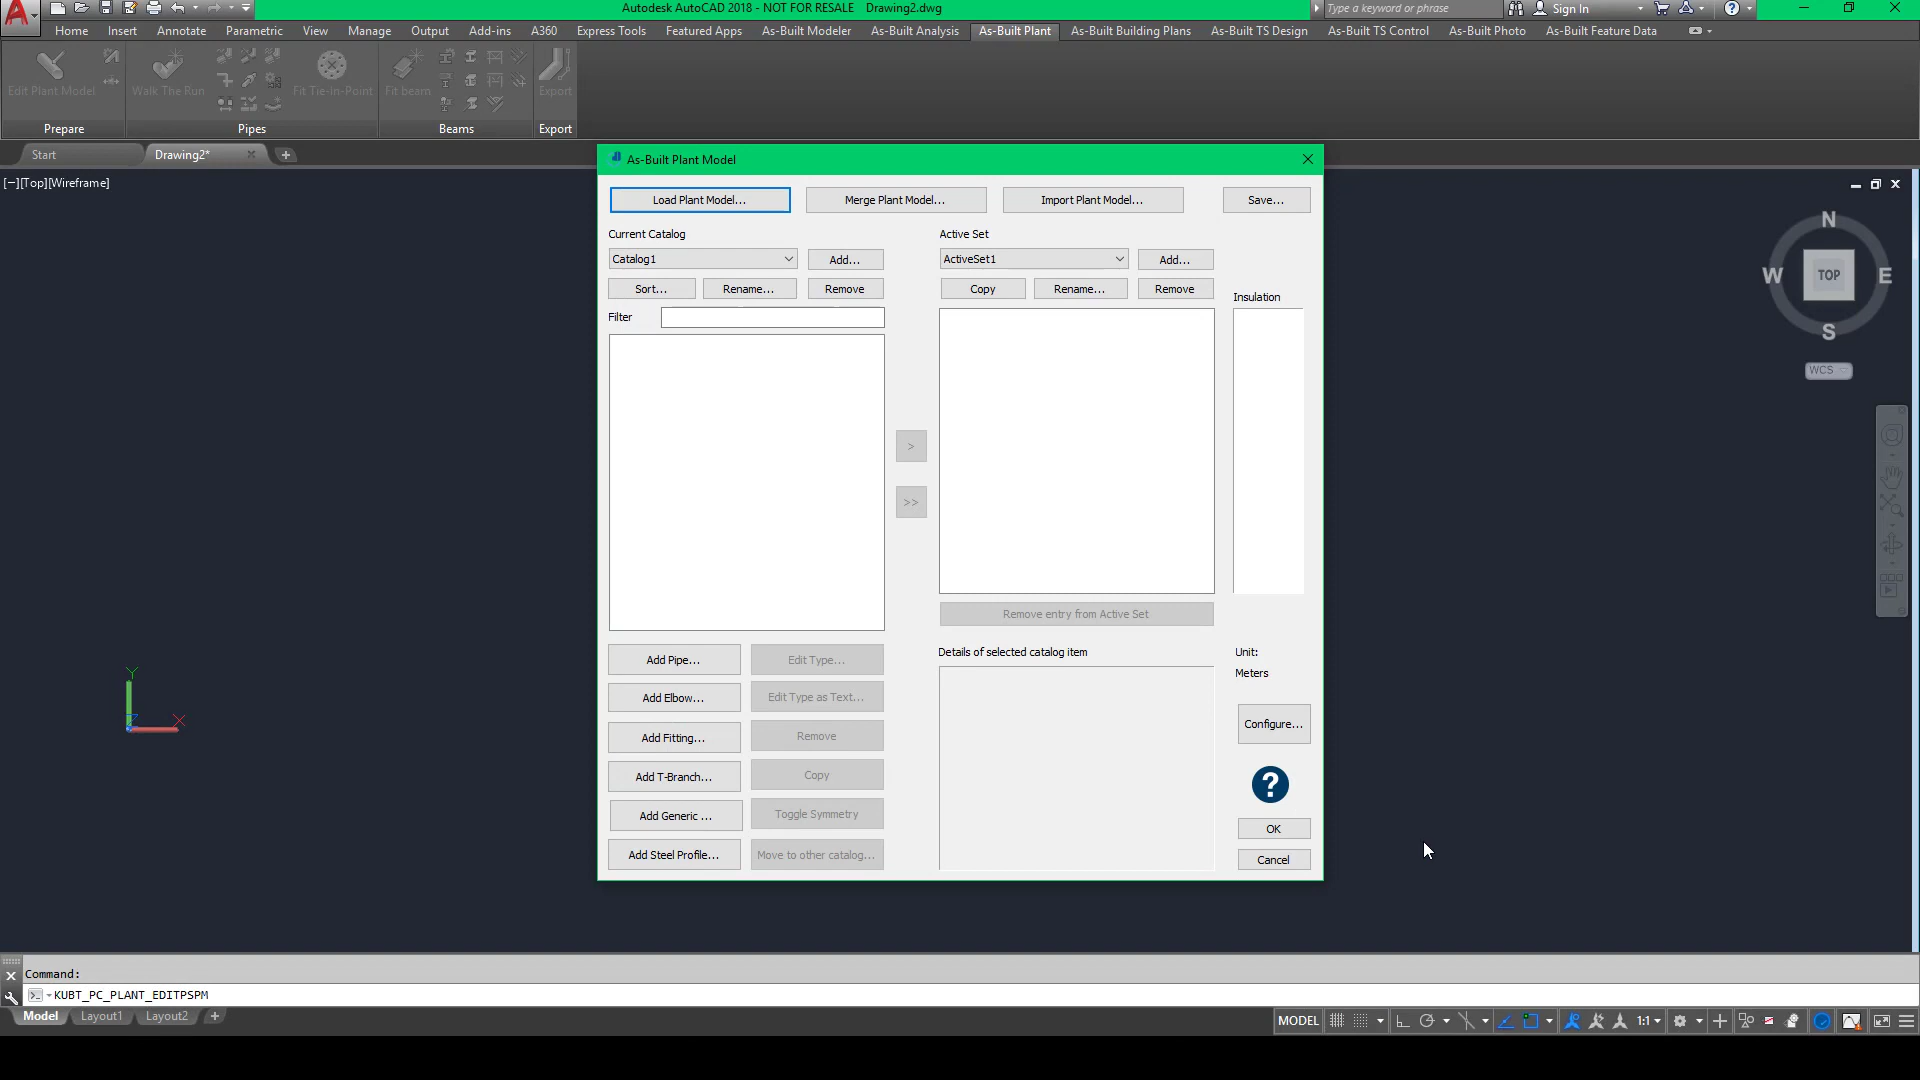 Autodesk AutoCAD 2018 - NOT FOR RESALE Drawing2.dwg
Type a keyword or phrase
Sign In
Home Insert Annotate Parametric View Manage Output Add-ins A360 Express Tools Featured Apps As-Built Modeler As-Built Analysis As-Built Plant As-Built Building Plans As-Built TS Design As-Built TS Control As-Built Photo As-Built Feature Data
Edit Plant Model Walk The Run Fit Tie-In-Point Fit beam Export
Prepare Pipes Beams Export
Start Drawing2*
[−][Top][Wireframe]
N
W TOP E
S
WCS
As-Built Plant Model
Load Plant Model... Merge Plant Model... Import Plant Model... Save...
Current Catalog Active Set
Catalog1 Add... ActiveSet1 Add...
Sort... Rename... Remove Copy Rename... Remove
Insulation
Filter
>
>>
Remove entry from Active Set
Details of selected catalog item Unit:
Meters
Add Pipe... Edit Type...
Add Elbow... Edit Type as Text...
Add Fitting... Remove
Configure...
Add T-Branch... Copy
?
Add Generic ... Toggle Symmetry
OK
Add Steel Profile... Move to other catalog...
Cancel
Y
X
Command:
KUBT_PC_PLANT_EDITPSPM
Model Layout1 Layout2
MODEL 1:1